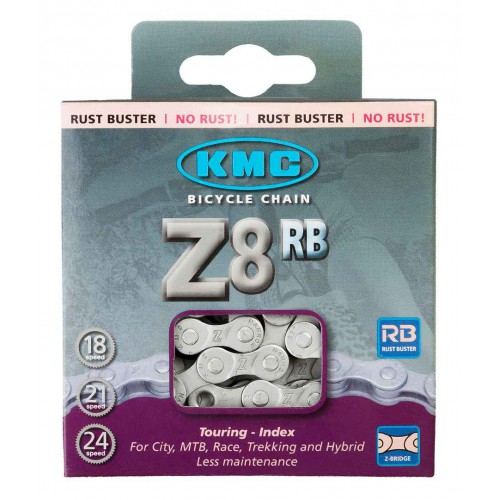 RUST BUSTER | NO RUST! | RUST BUSTER | NO RUST!
KMC
BICYCLE CHAIN
Z8 RB
18
speed
21
speed
24
speed
RB
RUST BUSTER
Z
Z
Touring - Index
For City, MTB, Race, Trekking and Hybrid
Less maintenance
Z-BRIDGE